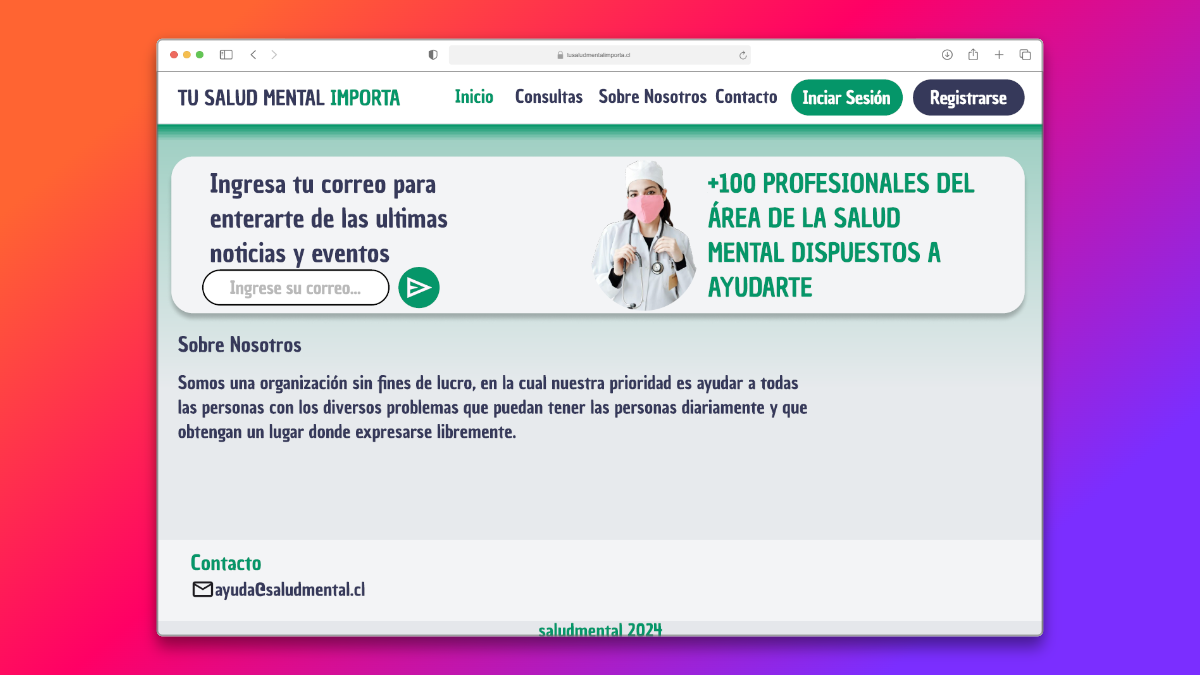 tusaludmentalimporta.cl
TU SALUD MENTAL IMPORTA
Inicio Consultas Sobre Nosotros Contacto Inciar Sesión Registrarse
Ingresa tu correo para
enterarte de las ultimas
noticias y eventos
Ingrese su correo...
+100 PROFESIONALES DEL
ÁREA DE LA SALUD
MENTAL DISPUESTOS A
AYUDARTE
Sobre Nosotros
Somos una organización sin fines de lucro, en la cual nuestra prioridad es ayudar a todas
las personas con los diversos problemas que puedan tener las personas diariamente y que
obtengan un lugar donde expresarse libremente.
Contacto
ayuda@saludmental.cl
saludmental 2024